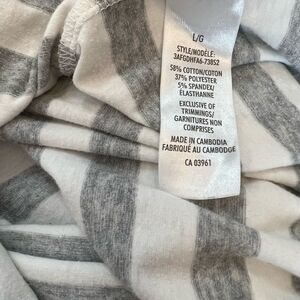 L/G
STYLE/MODÈLE:
3AFGDHFA6-738S2
58% COTTON/COTON
37% POLYESTER
5% SPANDEX/
ÉLASTHANNE
EXCLUSIVE OF
TRIMMINGS/
GARNITURES NON
COMPRISES
MADE IN CAMBODIA
FABRIQUÉ AU CAMBODGE
CA 03961